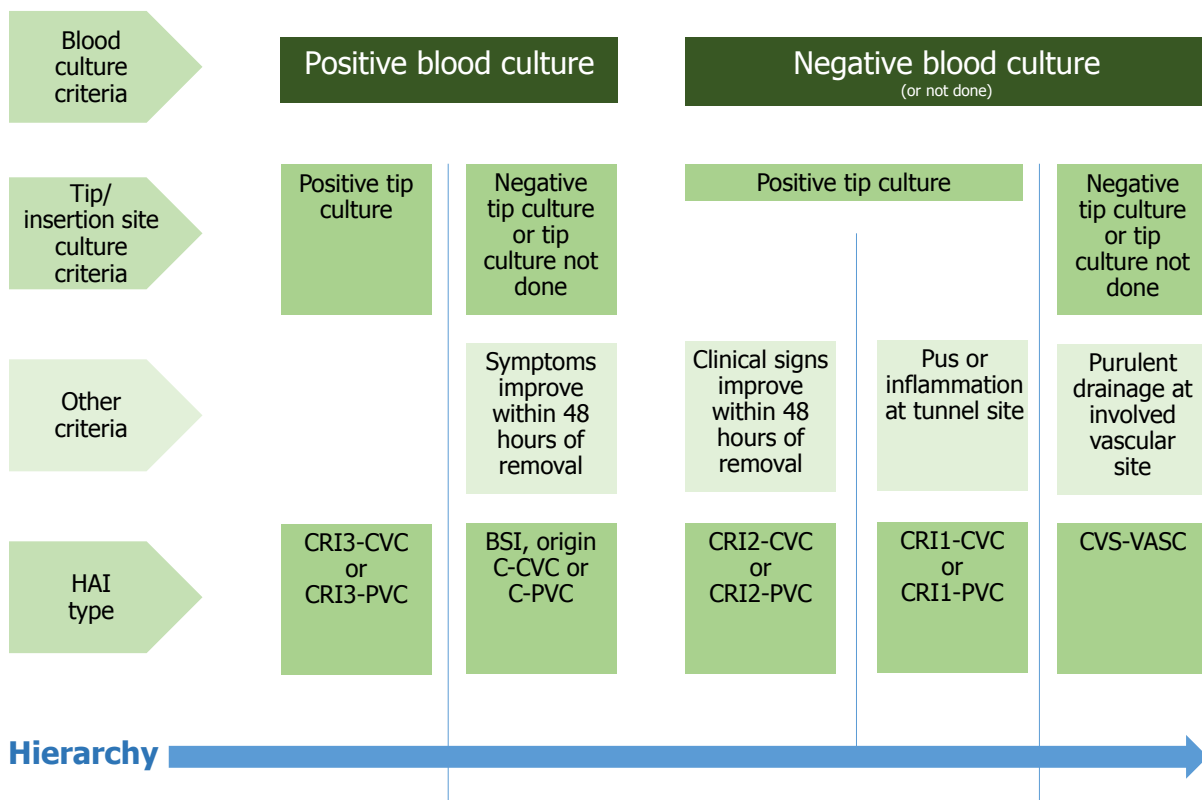 Blood
culture
criteria
Positive blood culture
Negative blood culture
(or not done)
Tip/
insertion site
culture
criteria
Positive tip
culture
Negative
tip culture
or tip
culture not
done
Positive tip culture
Negative
tip culture
or tip
culture not
done
Other
criteria
Symptoms
improve
within 48
hours of
removal
Clinical signs
improve
within 48
hours of
removal
Pus or
inflammation
at tunnel site
Purulent
drainage at
involved
vascular
site
HAI
type
CRI3-CVC
or
CRI3-PVC
BSI, origin
C-CVC or
C-PVC
CRI2-CVC
or
CRI2-PVC
CRI1-CVC
or
CRI1-PVC
CVS-VASC
Hierarchy